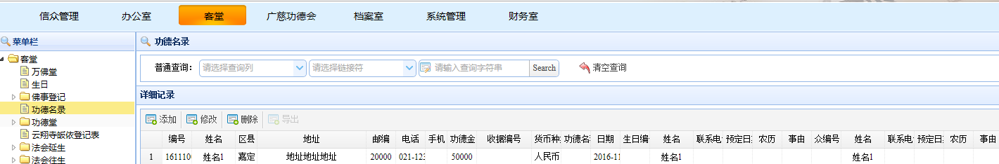 信众管理 办公室 客堂 广慈功德会 档案室 系统管理 财务室
菜单栏
客堂
万佛堂
生日
佛事登记
功德名录
功德堂
云翔寺皈依登记表
法会延生
法会往生
功德名录
普通查询: 请选择查询列 请选择链接符 请输入查询字符串 Search 清空查询
详细记录
添加 修改 删除 导出
编号 姓名 区县 地址 邮编 电话 手机 功德金 收据编号 货币种 功德名 日期 生日编 姓名 联系电 预定日 农历 事由 众编号 姓名 联系电 预定日 农历 事由
1 161110 姓名1 嘉定 地址地址地址 20000 021-123 50000 人民币 2016-11 姓名1 姓名1